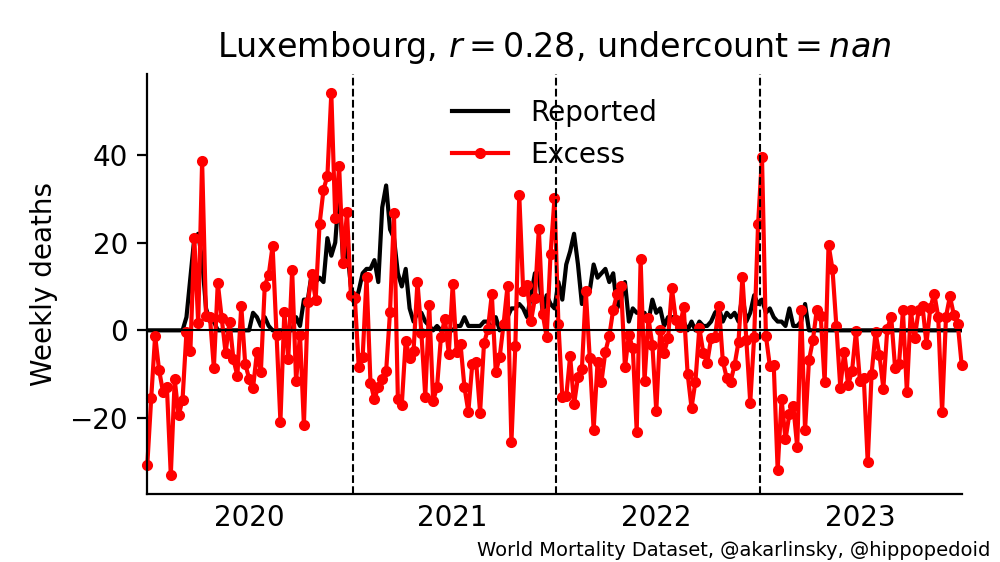 Luxembourg, r = 0.28, undercount = nan
Reported
Excess
Weekly deaths
40
20
0
−20
2020 2021 2022 2023
World Mortality Dataset, @akarlinsky, @hippopedoid